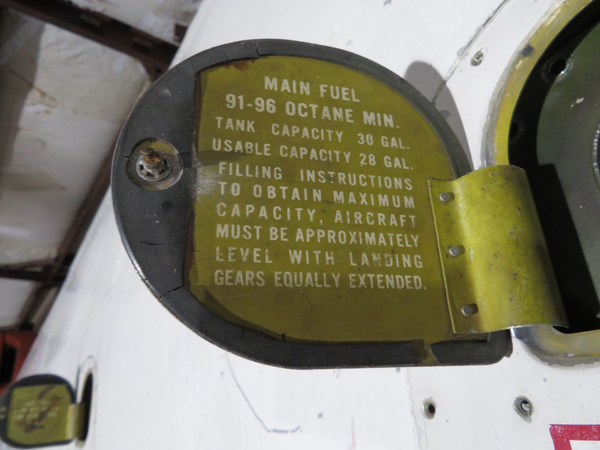 MAIN FUEL
91-96 OCTANE MIN.
TANK CAPACITY 30 GAL.
USABLE CAPACITY 28 GAL.
FILLING INSTRUCTIONS
TO OBTAIN MAXIMUM
CAPACITY, AIRCRAFT
MUST BE APPROXIMATELY
LEVEL WITH LANDING
GEARS EQUALLY EXTENDED.